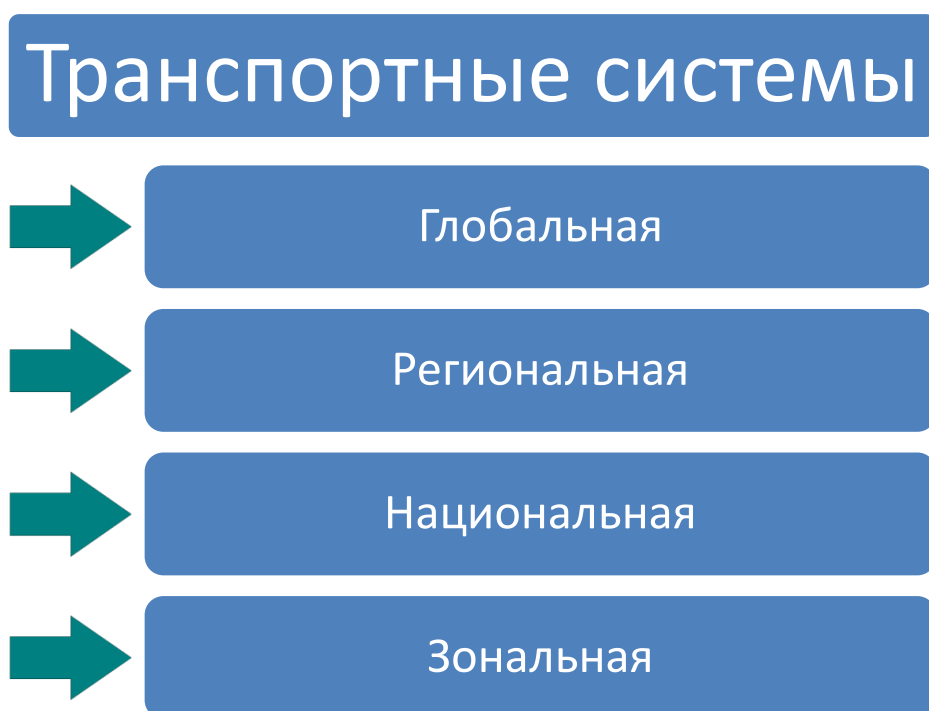 Транспортные системы
Глобальная
Региональная
Национальная
Зональная